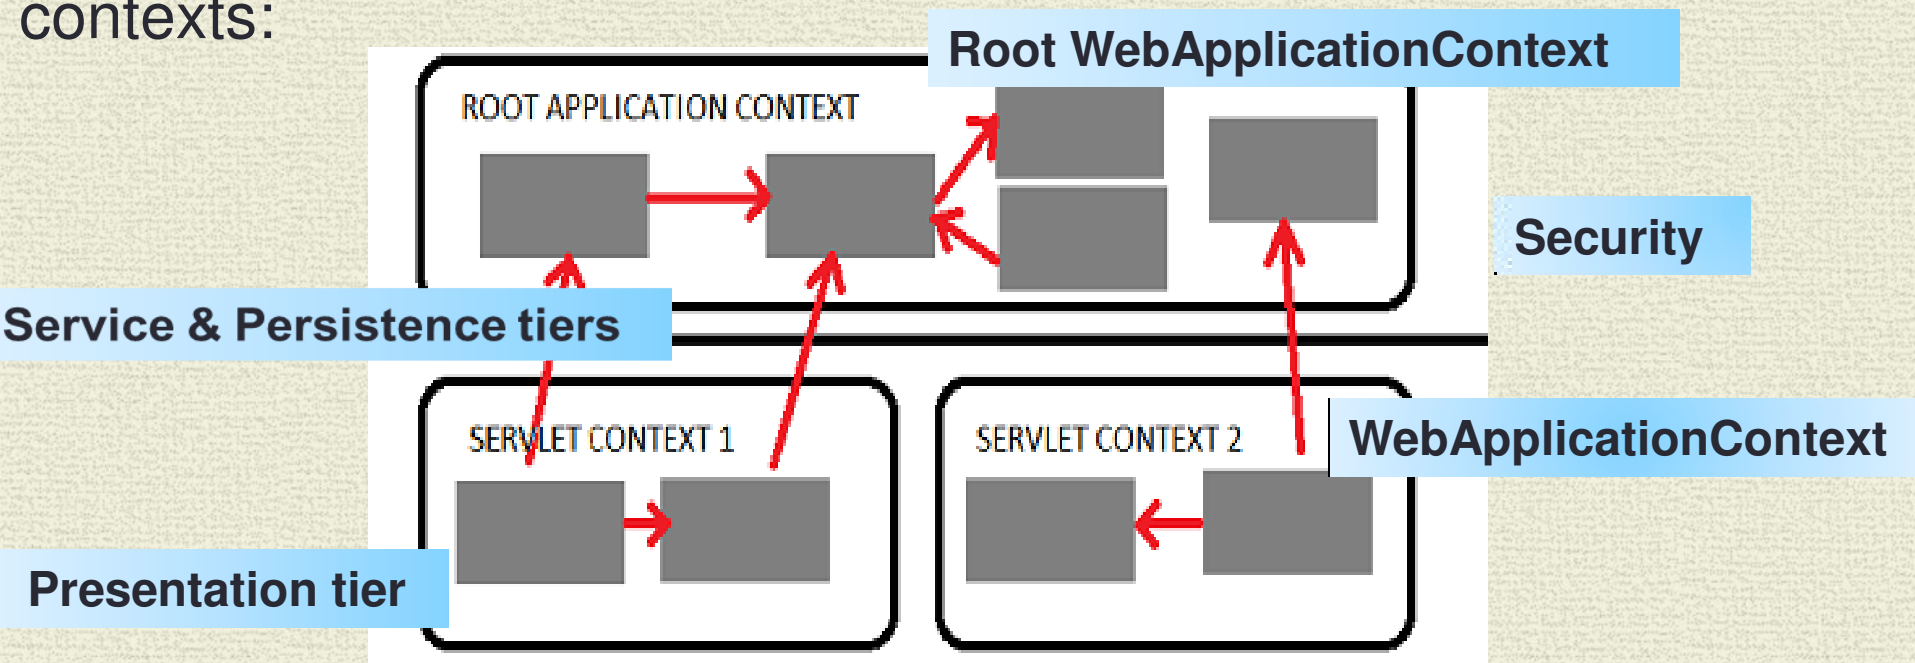 contexts:
Root WebApplicationContext
ROOT APPLICATION CONTEXT
Security
Service & Persistence tiers
SERVLET CONTEXT 1
SERVLET CONTEXT 2
WebApplicationContext
Presentation tier